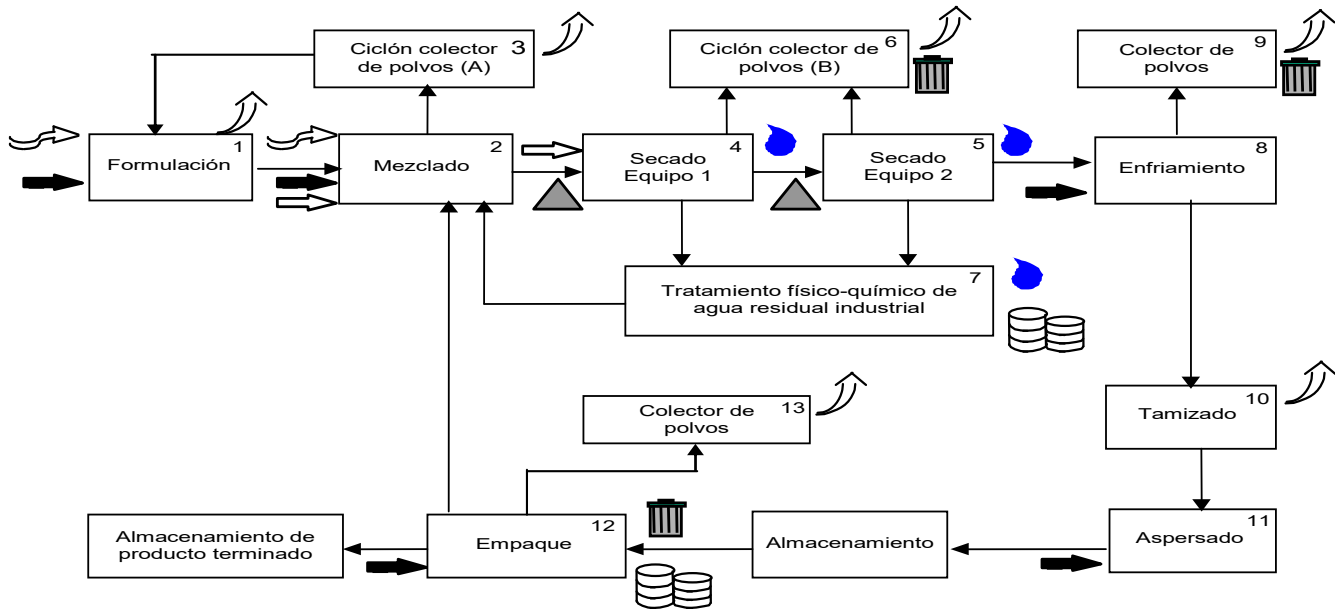 Ciclón colector
de polvos (A)
3
Ciclón colector de
polvos (B)
6
Colector de
polvos
9
Formulación
1
Mezclado
2
Secado
Equipo 1
4
Secado
Equipo 2
5
Enfriamiento
8
Tratamiento físico-químico de
agua residual industrial
7
Colector de
polvos
13
Tamizado
10
Almacenamiento de
producto terminado
Empaque
12
Almacenamiento
Aspersado
11